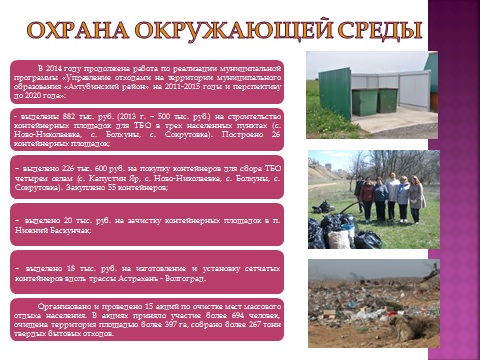 ОХРАНА ОКРУЖАЮЩЕЙ СРЕДЫ
В 2014 году продолжена работа по реализации муниципальной
программы «Управление отходами на территории муниципального
образования «Ахтубинский район» на 2011-2015 годы и перспективу
до 2020 года»:
- выделены 882 тыс. руб. (2013 г. – 500 тыс. руб.) на строительство
контейнерных площадок для ТБО в трех населенных пунктах (с.
Ново-Николаевка, с. Болхуны, с. Сокрутовка). Построено 26
контейнерных площадок;
– выделено 226 тыс. 600 руб. на покупку контейнеров для сбора ТБО
четырем селам (с. Капустин Яр, с. Ново-Николаевка, с. Болхуны, с.
Сокрутовка). Закуплено 55 контейнеров;
– выделено 20 тыс. руб. на зачистку контейнерных площадок в п.
Нижний Баскунчак;
– выделено 18 тыс. руб. на изготовление и установку сетчатых
контейнеров вдоль трассы Астрахань - Волгоград.
Организовано и проведено 15 акций по очистке мест массового
отдыха населения. В акциях приняло участие более 694 человек,
очищена территория площадью более 397 га, собрано более 267 тонн
твердых бытовых отходов.